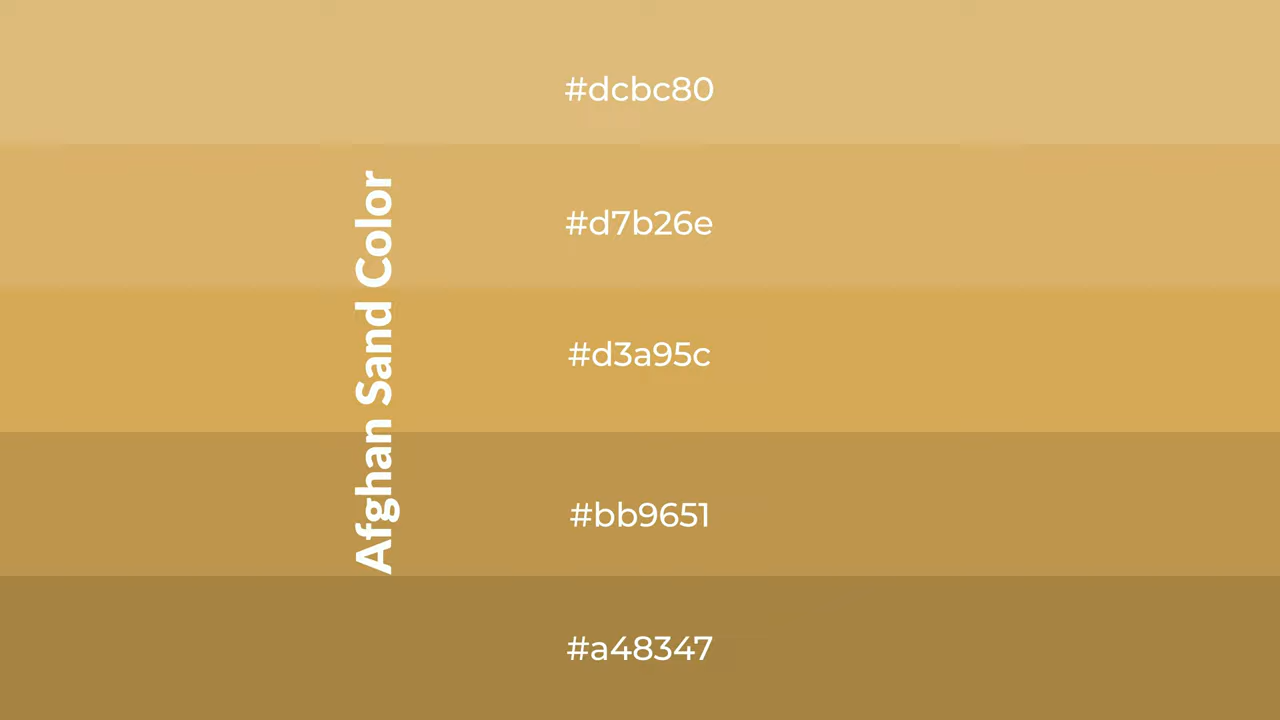 Afghan Sand Color
#dcbc80
#d7b26e
#d3a95c
#bb9651
#a48347